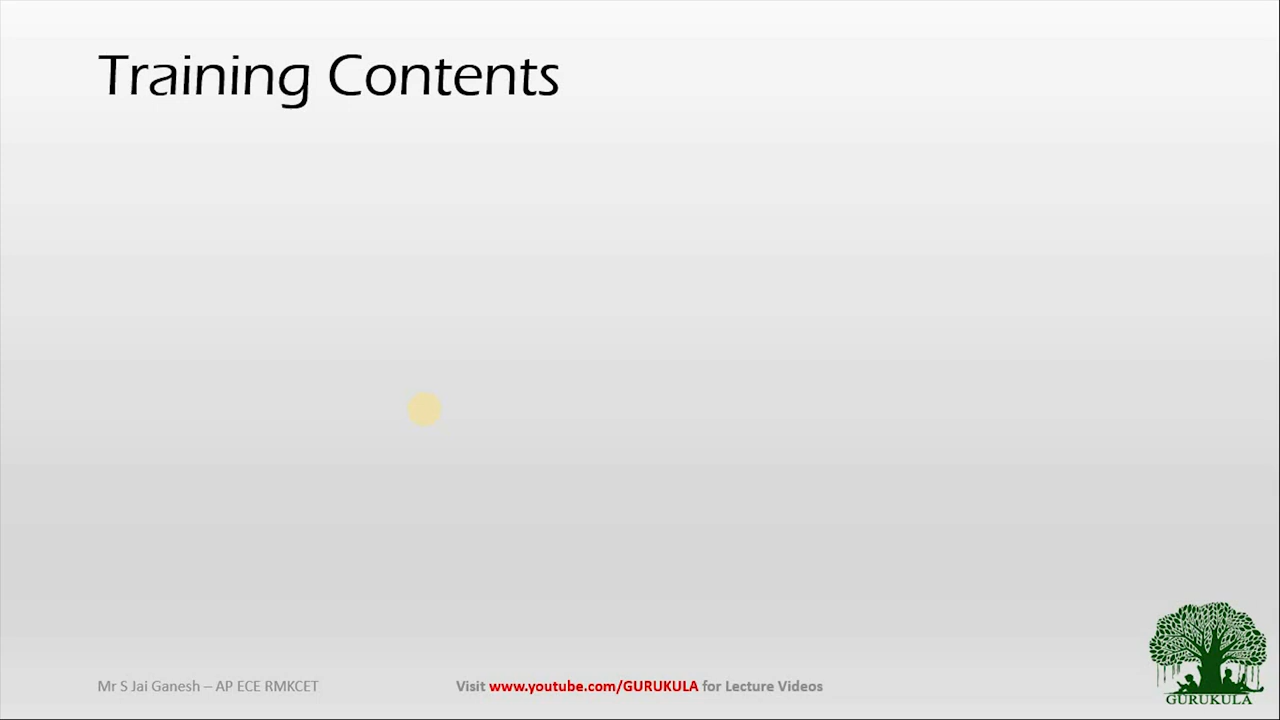 Training Contents
Mr S Jai Ganesh – AP ECE RMKCET
Visit www.youtube.com/GURUKULA for Lecture Videos
GURUKULA